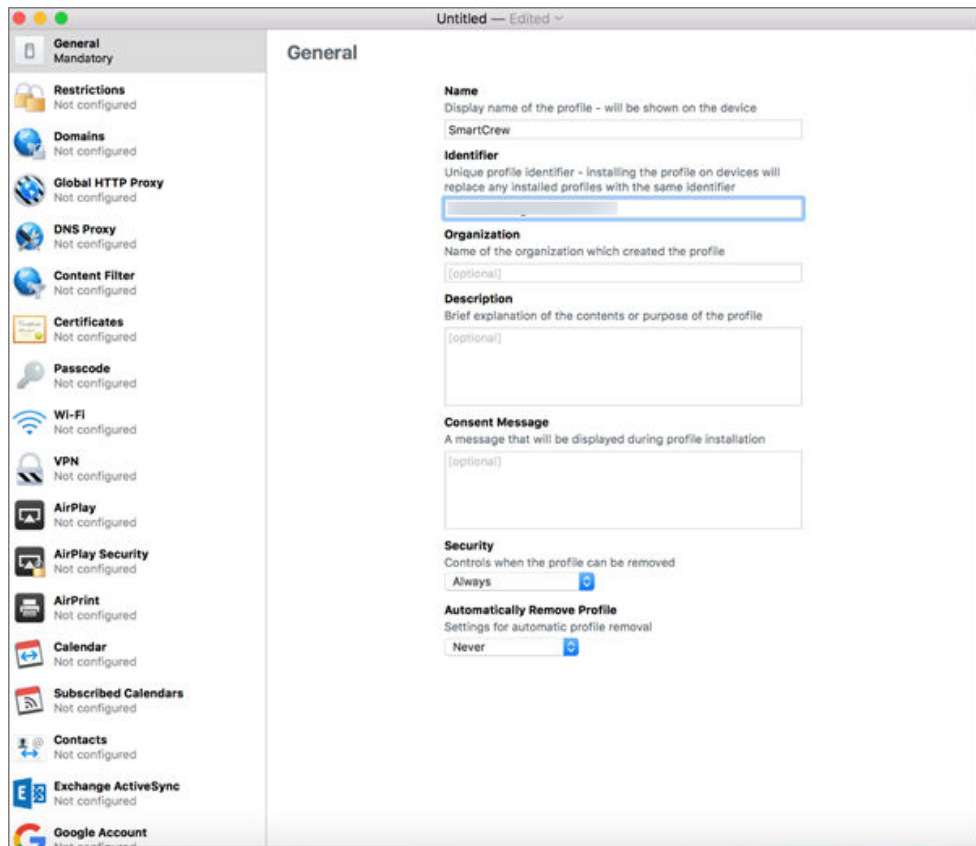 Untitled — Edited
General
Mandatory
Restrictions
Not configured
Domains
Not configured
Global HTTP Proxy
Not configured
DNS Proxy
Not configured
Content Filter
Not configured
Certificates
Not configured
Passcode
Not configured
Wi-Fi
Not configured
VPN
Not configured
AirPlay
Not configured
AirPlay Security
Not configured
AirPrint
Not configured
Calendar
Not configured
Subscribed Calendars
Not configured
Contacts
Not configured
Exchange ActiveSync
Not configured
Google Account
Not configured
General
Name
Display name of the profile - will be shown on the device
SmartCrew
Identifier
Unique profile identifier - installing the profile on devices will
replace any installed profiles with the same identifier
Organization
Name of the organization which created the profile
[optional]
Description
Brief explanation of the contents or purpose of the profile
[optional]
Consent Message
A message that will be displayed during profile installation
[optional]
Security
Controls when the profile can be removed
Always
Automatically Remove Profile
Settings for automatic profile removal
Never